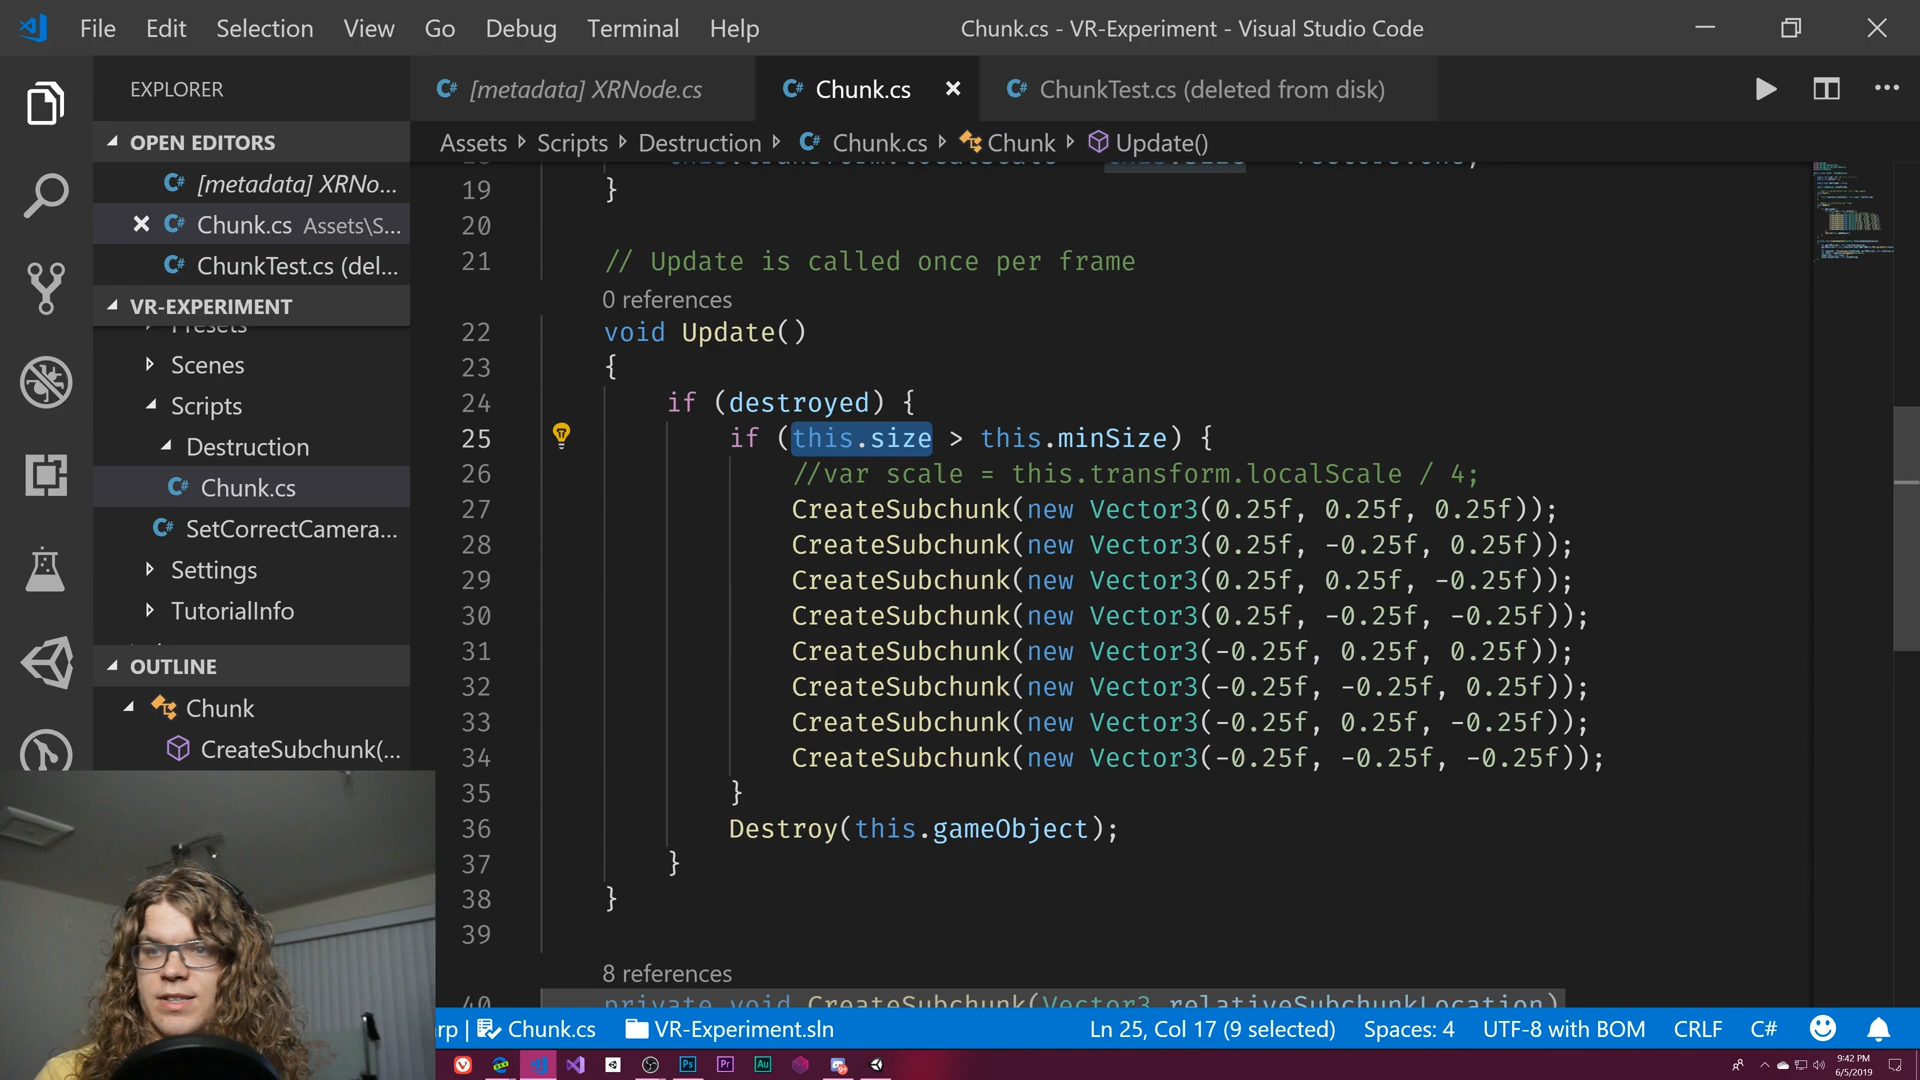 File Edit Selection View Go Debug Terminal Help
Chunk.cs - VR-Experiment - Visual Studio Code
EXPLORER
OPEN EDITORS
[metadata] XRNo...
Chunk.cs Assets\S...
ChunkTest.cs (del...
VR-EXPERIMENT
Presets
Scenes
Scripts
Destruction
Chunk.cs
SetCorrectCamera...
Settings
TutorialInfo
OUTLINE
Chunk
CreateSubchunk(...
[metadata] XRNode.cs
Chunk.cs
ChunkTest.cs (deleted from disk)
Assets Scripts Destruction Chunk.cs Chunk Update()
19 }
20
21 // Update is called once per frame
0 references
22 void Update()
23 {
24 if (destroyed) {
25 if (this.size > this.minSize) {
26 //var scale = this.transform.localScale / 4;
27 CreateSubchunk(new Vector3(0.25f, 0.25f, 0.25f));
28 CreateSubchunk(new Vector3(0.25f, -0.25f, 0.25f));
29 CreateSubchunk(new Vector3(0.25f, 0.25f, -0.25f));
30 CreateSubchunk(new Vector3(0.25f, -0.25f, -0.25f));
31 CreateSubchunk(new Vector3(-0.25f, 0.25f, 0.25f));
32 CreateSubchunk(new Vector3(-0.25f, -0.25f, 0.25f));
33 CreateSubchunk(new Vector3(-0.25f, 0.25f, -0.25f));
34 CreateSubchunk(new Vector3(-0.25f, -0.25f, -0.25f));
35 }
36 Destroy(this.gameObject);
37 }
38 }
39
8 references
40 private void CreateSubchunk(Vector3 relativeSubchunkLocation)
rp | Chunk.cs VR-Experiment.sln Ln 25, Col 17 (9 selected) Spaces: 4 UTF-8 with BOM CRLF C#
9:42 PM
6/5/2019